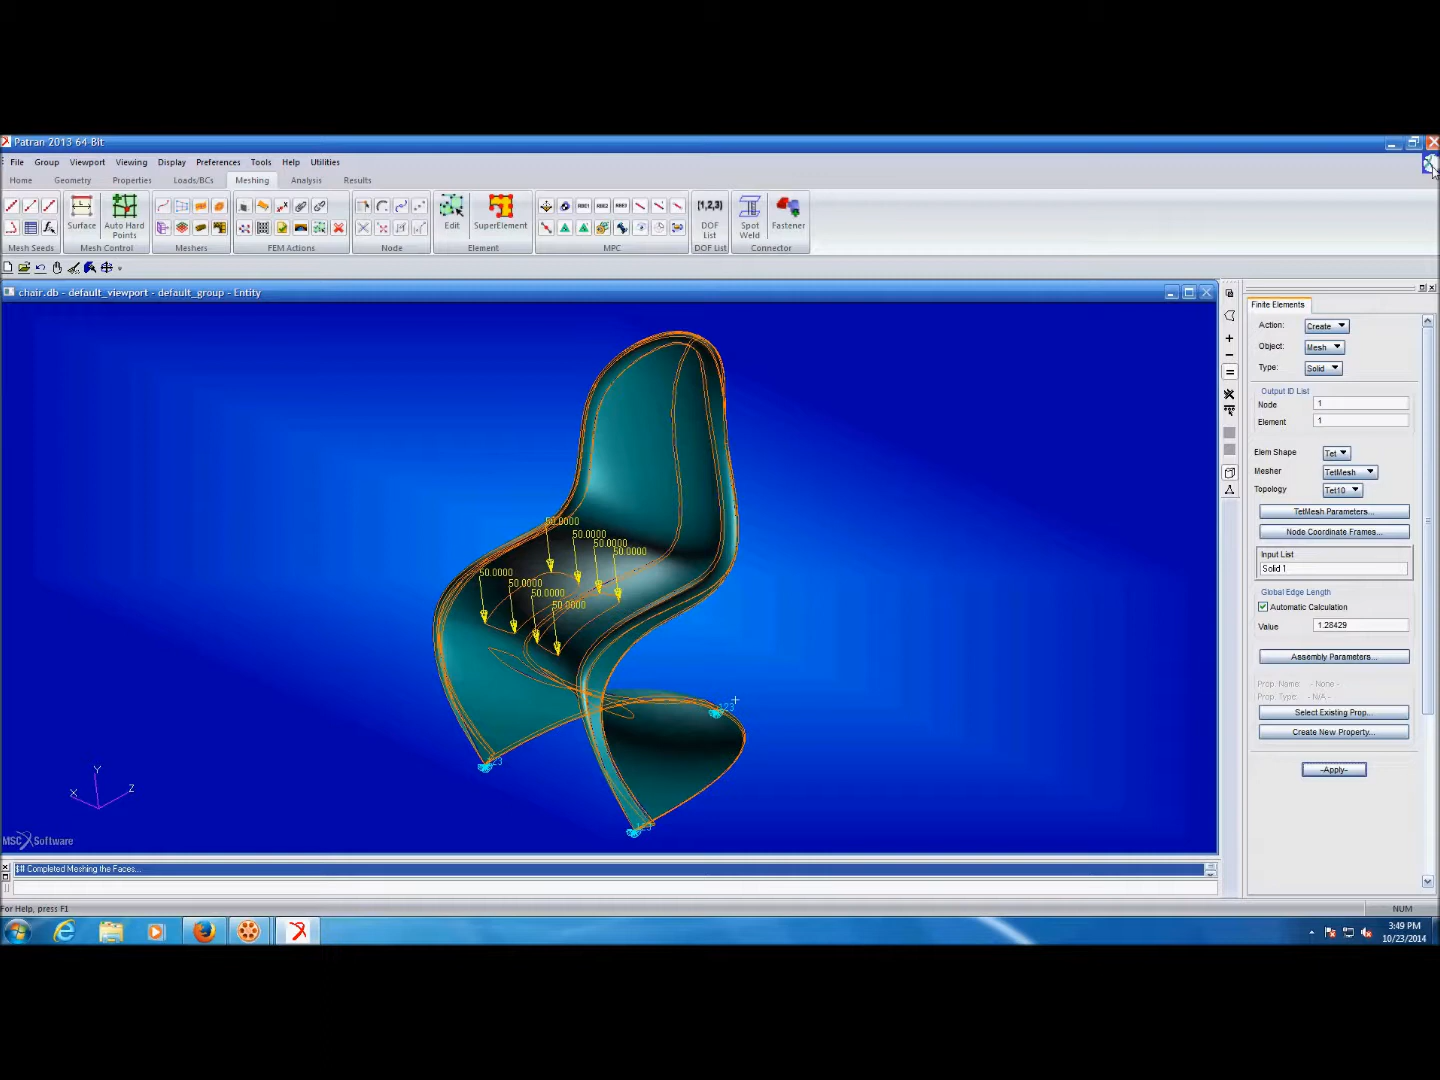 Patran 2013 64-Bit
File Group Viewport Viewing Display Preferences Tools Help Utilities
Home Geometry Properties Loads/BCs Meshing Analysis Results
Surface Auto Hard Points Edit SuperElement DOF List Spot Weld Fastener
[1,2,3]
Mesh Seeds Mesh Control Meshers FEM Actions Node Element MPC DOF List Connector
chair.db - default_viewport - default_group - Entity
50.0000
50.0000
50.0000
50.0000
50.0000
50.0000
50.0000
50.0000
123
Y
X
Z
MSC Software
Finite Elements
Action: Create
Object: Mesh
Type: Solid
Output ID List
Node 1
Element 1
Elem Shape Tet
Mesher TetMesh
Topology Tet10
TetMesh Parameters...
Node Coordinate Frames...
Input List
Solid 1
Global Edge Length
Automatic Calculation
Value 1.28429
Assembly Parameters...
Prop. Name: - None -
Prop. Type: - N/A -
Select Existing Prop...
Create New Property...
-Apply-
$# Completed Meshing the Faces...
For Help, press F1
NUM
3:49 PM
10/23/2014